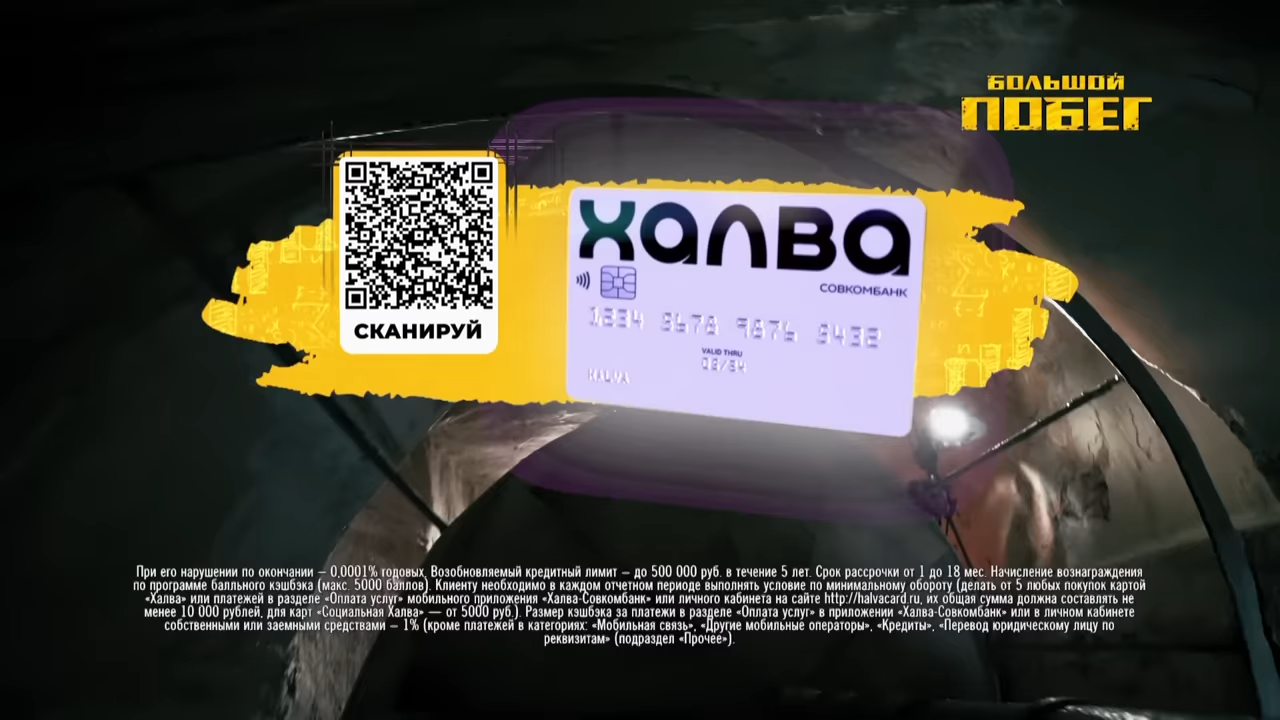 БОЛЬШОЙ
ПОБЕГ
ХАЛВА
СОВКОМБАНК
1234 5678 9876 5432
VALID THRU
HALVA
СКАНИРУЙ
При его нарушении по окончании – 0,0001% годовых. Возобновляемый кредитный лимит – до 500 000 руб. в течение 5 лет. Срок рассрочки от 1 до 18 мес. Начисление вознаграждения
по программе балльного кэшбэка (макс. 5000 баллов). Клиенту необходимо в каждом отчетном периоде выполнять условие по минимальному обороту (делать от 5 любых покупок картой
«Халва» или платежей в разделе «Оплата услуг» мобильного приложения «Халва-Совкомбанк» или личного кабинета на сайте http://halvacard.ru, их общая сумма должна составлять не
менее 10 000 рублей, для карт «Социальная Халва» — от 5000 руб.). Размер кэшбэка за платежи в разделе «Оплата услуг» в приложении «Халва-Совкомбанк» или в личном кабинете
собственными или заемными средствами – 1% (кроме платежей в категориях: «Мобильная связь», «Другие мобильные операторы», «Кредиты», «Перевод юридическому лицу по
реквизитам» (подраздел «Прочее»).